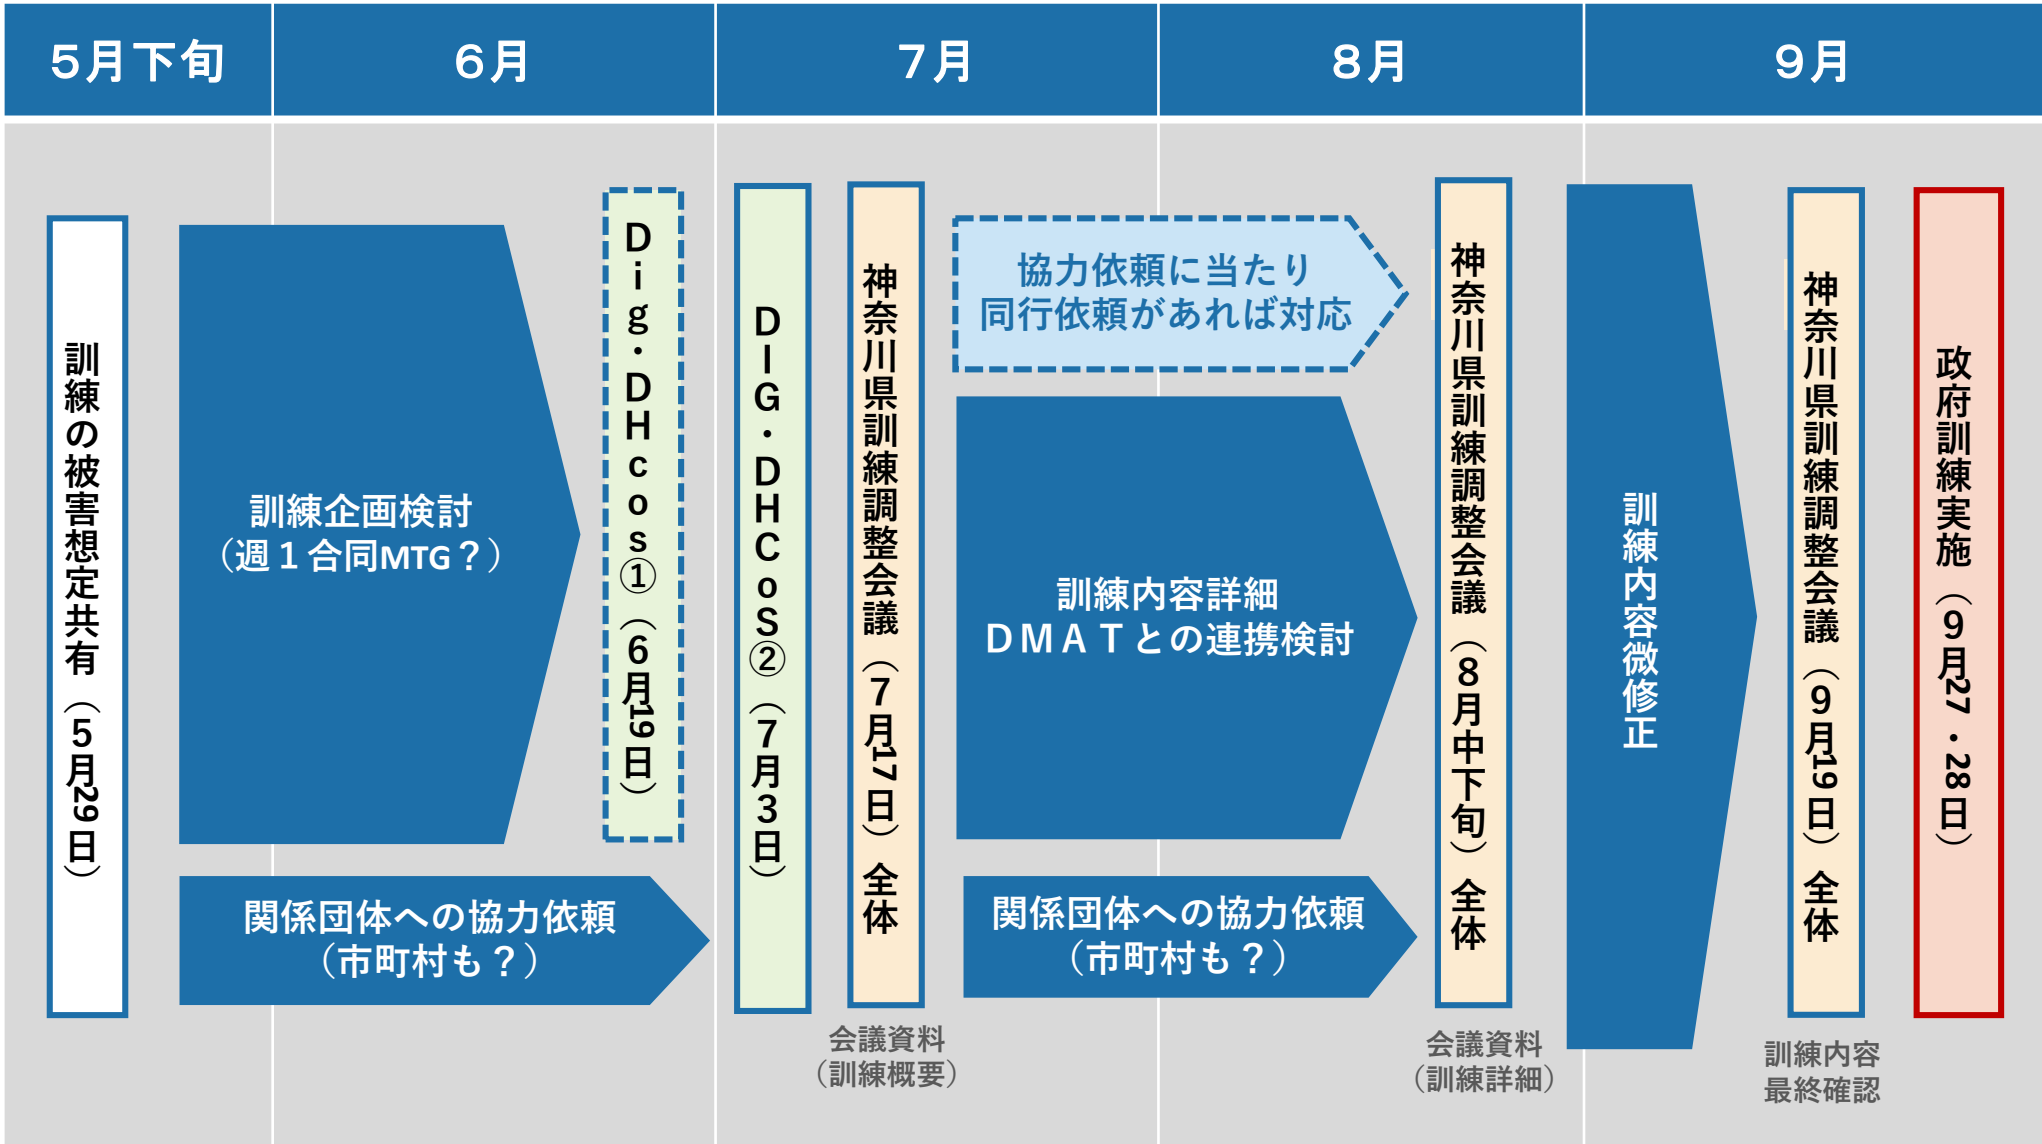 ５月下旬
６月
７月
８月
９月
訓練の被害想定共有（５月29日）
訓練企画検討
（週１合同MTG？）
関係団体への協力依頼
（市町村も？）
Ｄｉｇ・ＤＨｃｏｓ①（６月19日）
ＤＩＧ・ＤＨＣｏＳ②（７月３日）
神奈川県訓練調整会議（７月17日）全体
会議資料
（訓練概要）
協力依頼に当たり
同行依頼があれば対応
訓練内容詳細
ＤＭＡＴとの連携検討
関係団体への協力依頼
（市町村も？）
神奈川県訓練調整会議（８月中下旬）全体
会議資料
（訓練詳細）
訓練内容微修正
神奈川県訓練調整会議（９月19日）全体
訓練内容
最終確認
政府訓練実施（９月27・28日）